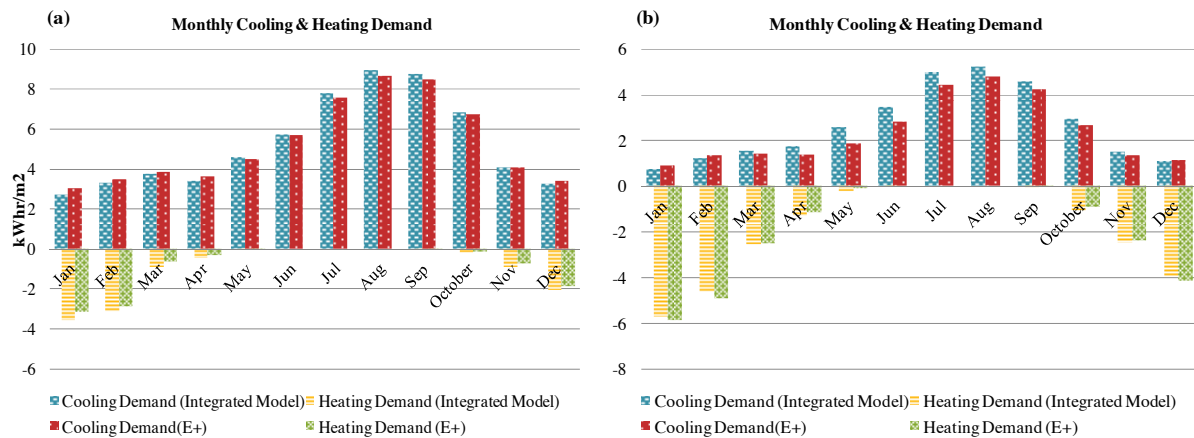 (a)
Monthly Cooling & Heating Demand
10
8
6
4
2
0
-2
-4
-6
kWhr/m2
Jan
Feb
Mar
Apr
May
Jun
Jul
Aug
Sep
October
Nov
Dec
Cooling Demand (Integrated Model)
Heating Demand (Integrated Model)
Cooling Demand(E+)
Heating Demand (E+)
(b)
Monthly Cooling & Heating Demand
6
4
2
0
-2
-4
-6
-8
Jan
Feb
Mar
Apr
May
Jun
Jul
Aug
Sep
October
Nov
Dec
Cooling Demand (Integrated Model)
Heating Demand (Integrated Model)
Cooling Demand(E+)
Heating Demand (E+)